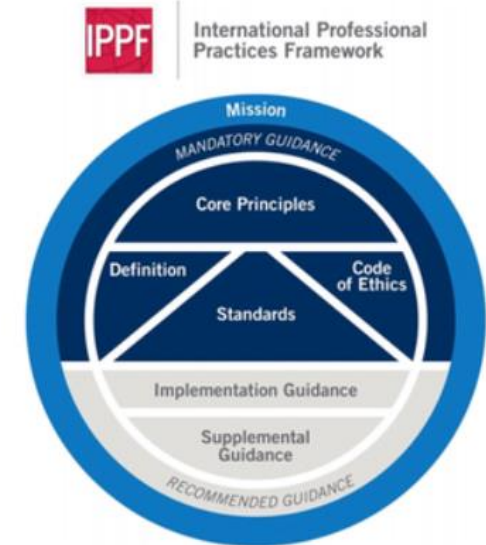 IPPF
International Professional
Practices Framework
Mission
MANDATORY GUIDANCE
Core Principles
Definition
Code
of Ethics
Standards
Implementation Guidance
Supplemental
Guidance
RECOMMENDED GUIDANCE